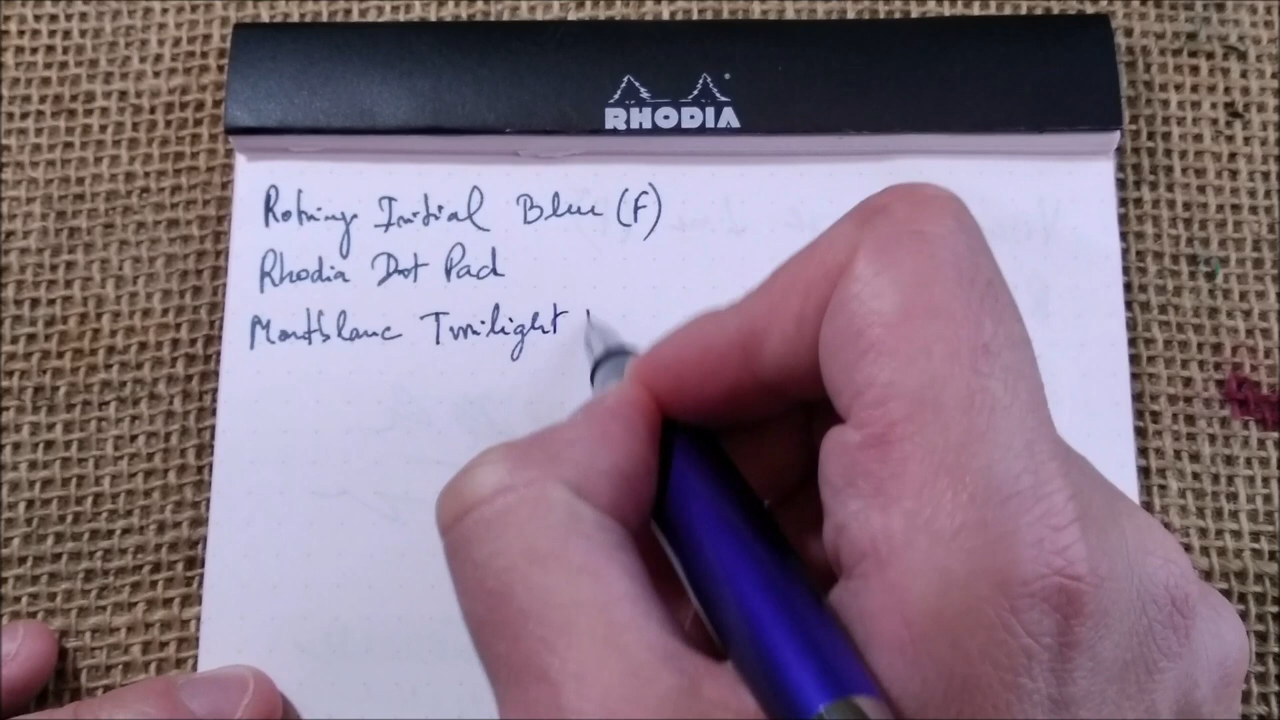 RHODIA
Rotring Initial Blue (F)
Rhodia Dot Pad
Montblanc Twilight